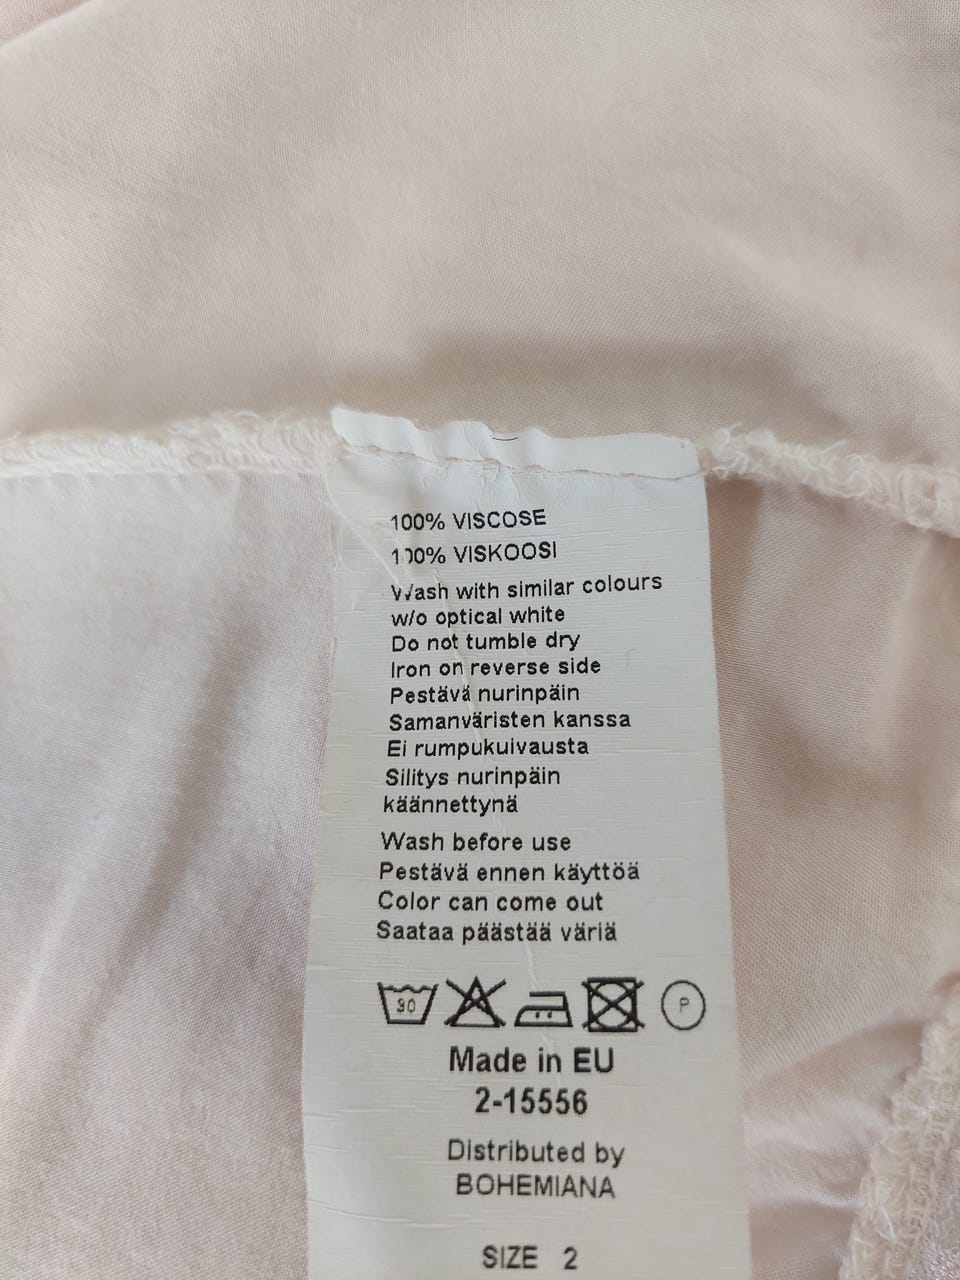 100% VISCOSE
100% VISKOOSI
Wash with similar colours
w/o optical white
Do not tumble dry
Iron on reverse side
Pestävä nurinpäin
Samanväristen kanssa
Ei rumpukuivausta
Silitys nurinpäin
käännettynä
Wash before use
Pestävä ennen käyttöä
Color can come out
Saataa päästää väriä
30 P
Made in EU
2-15556
Distributed by
BOHEMIANA
SIZE 2